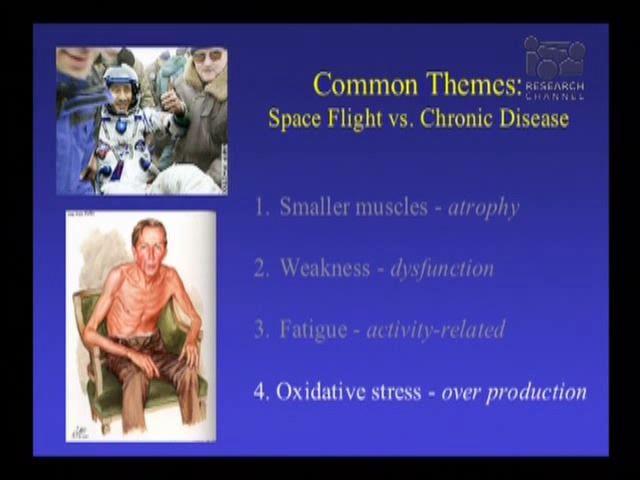 Common Themes:
Space Flight vs. Chronic Disease
RESEARCH
CHANNEL
1. Smaller muscles - atrophy
2. Weakness - dysfunction
3. Fatigue - activity-related
4. Oxidative stress - over production